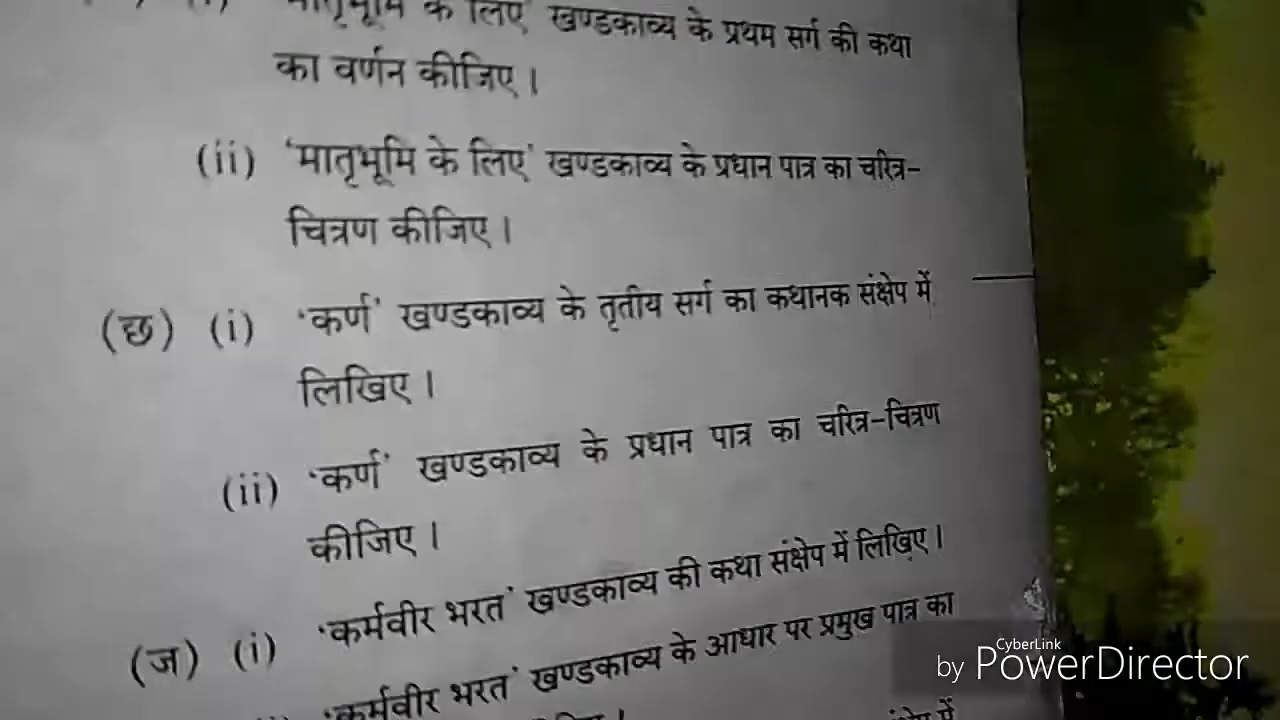 (i) 'मातृभूमि के लिए' खण्डकाव्य के प्रथम सर्ग की कथा
का वर्णन कीजिए।
(ii) 'मातृभूमि के लिए' खण्डकाव्य के प्रधान पात्र का चरित्र-
चित्रण कीजिए।
(छ) (i) 'कर्ण' खण्डकाव्य के तृतीय सर्ग का कथानक संक्षेप में
लिखिए।
(ii) 'कर्ण' खण्डकाव्य के प्रधान पात्र का चरित्र-चित्रण
कीजिए।
(ज) (i) 'कर्मवीर भरत' खण्डकाव्य की कथा संक्षेप में लिखिए।
'कर्मवीर भरत' खण्डकाव्य के आधार पर प्रमुख पात्र का
संक्षेप में
CyberLink
by PowerDirector